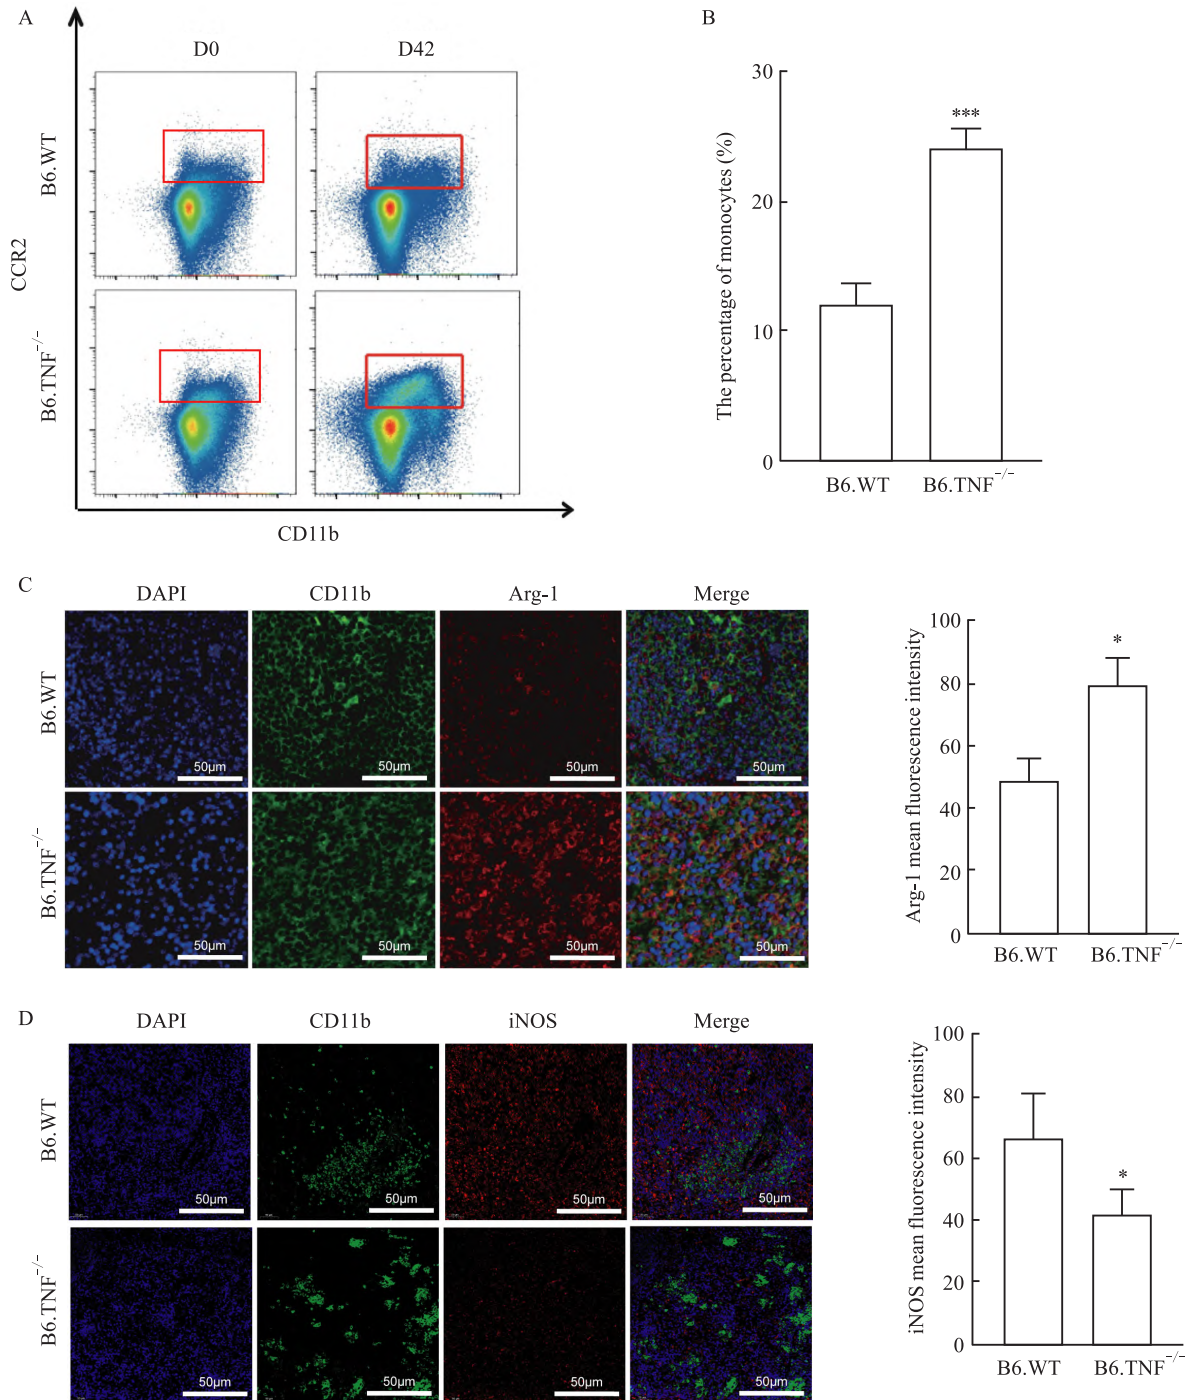 A
D0
D42
B6.WT
B6.TNF−/−
CCR2
CD11b
B
The percentage of monocytes (%)
30
20
10
0
***
B6.WT
B6.TNF−/−
C
DAPI
CD11b
Arg-1
Merge
B6.WT
50μm
50μm
50μm
50μm
B6.TNF−/−
50μm
50μm
50μm
50μm
Arg-1 mean fluorescence intensity
100
80
60
40
20
0
*
B6.WT
B6.TNF−/−
D
DAPI
CD11b
iNOS
Merge
B6.WT
50μm
50μm
50μm
50μm
B6.TNF−/−
50μm
50μm
50μm
50μm
iNOS mean fluorescence intensity
100
80
60
40
20
0
*
B6.WT
B6.TNF−/−